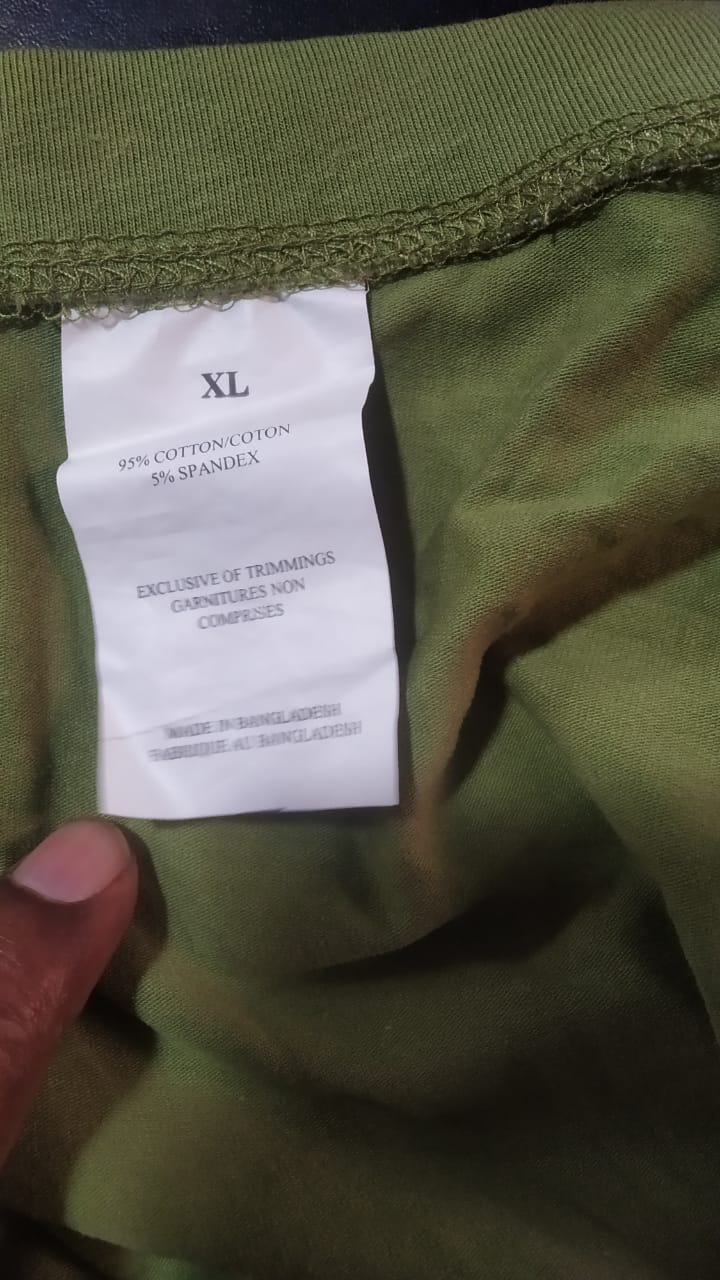 XL
95% COTTON/COTON
5% SPANDEX
EXCLUSIVE OF TRIMMINGS
GARNITURES NON
COMPRISES
MADE IN BANGLADESH
FABRIQUE AU BANGLADESH